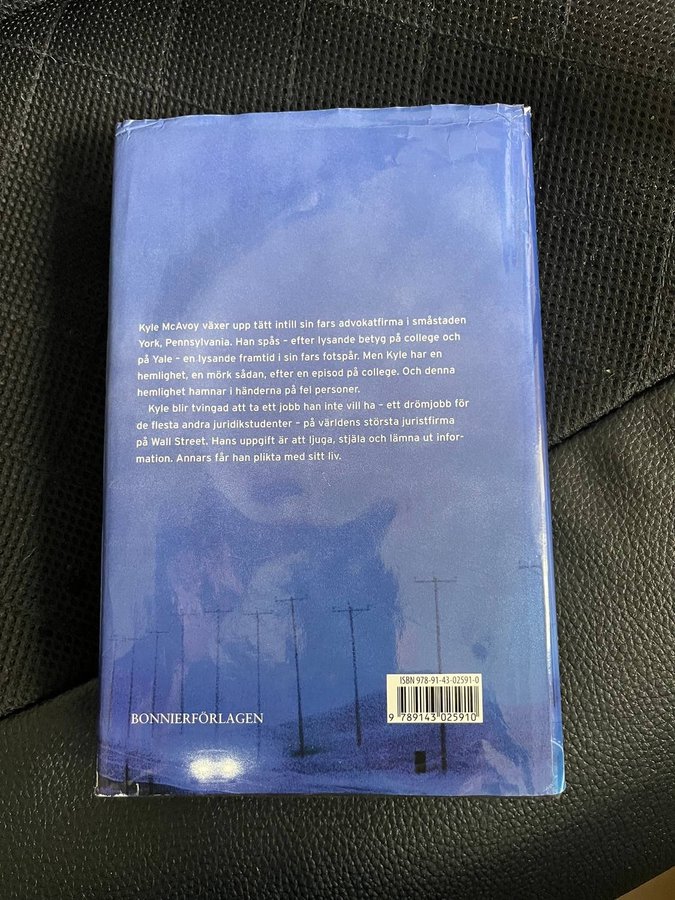 Kyle McAvoy växer upp tätt intill sin fars advokatfirma i småstaden
York, Pennsylvania. Han spås – efter lysande betyg på college och
på Yale – en lysande framtid i sin fars fotspår. Men Kyle har en
hemlighet, en mörk sådan, efter en episod på college. Och denna
hemlighet hamnar i händerna på fel personer.
Kyle blir tvingad att ta ett jobb han inte vill ha – ett drömjobb för
de flesta andra juridikstudenter – på världens största juristfirma
på Wall Street. Hans uppgift är att ljuga, stjäla och lämna ut infor-
mation. Annars får han plikta med sitt liv.
ISBN 978-91-43-02591-0
9 789143 025910
BONNIERFÖRLAGEN